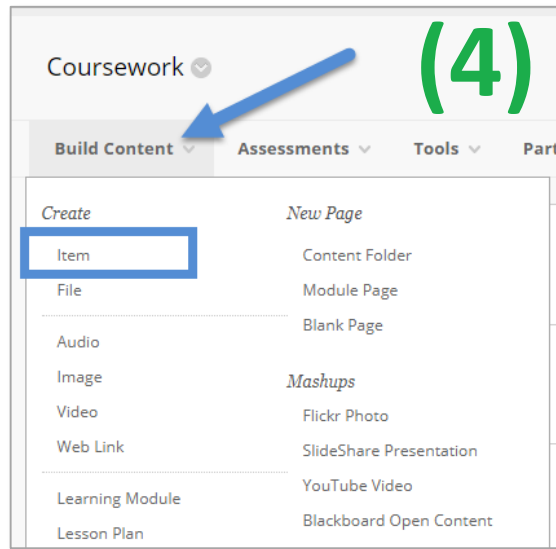 Coursework
(4)
Build Content
Assessments
Tools
Part
Create
Item
File
Audio
Image
Video
Web Link
Learning Module
Lesson Plan
New Page
Content Folder
Module Page
Blank Page
Mashups
Flickr Photo
SlideShare Presentation
YouTube Video
Blackboard Open Content